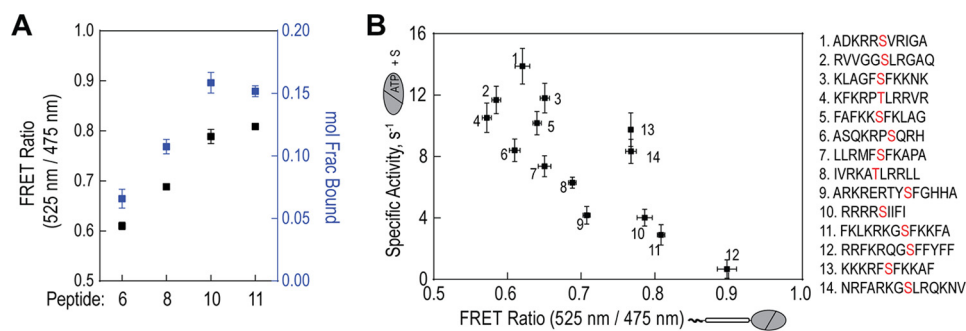 A
1.0
0.9
0.8
0.7
0.6
0.5
FRET Ratio
(525 nm / 475 nm)
0.20
0.15
0.10
0.05
0.00
mol Frac Bound
Peptide: 6 8 10 11
B
16
12
8
4
0
Specific Activity, s⁻¹
ATP + S
1
2
3
4
5
6
7
8
9
10
11
12
13
14
0.5 0.6 0.7 0.8 0.9 1.0
FRET Ratio (525 nm / 475 nm)
1. ADKRRSVRIGA
2. RVVGGSLRGAQ
3. KLAGFSFKKNK
4. KFKRPTLRRVR
5. FAFKKSFKLAG
6. ASQKRPSQRH
7. LLRMFSFKAPA
8. IVRKATLRRLL
9. ARKRERTYSFGHHA
10. RRRRSIIFI
11. FKLKRKGSFKKFA
12. RRFKRQGSFFYFF
13. KKKRFSFKKAF
14. NRFARKGSLRQKNV